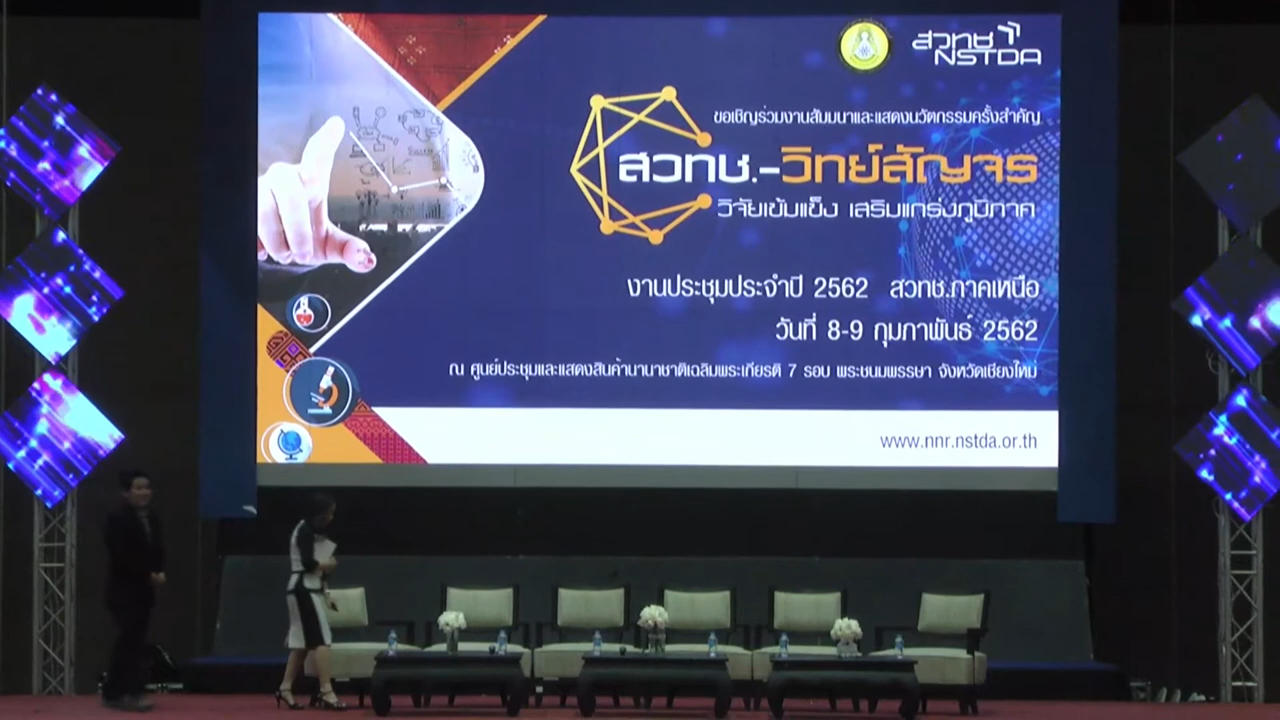 สวทช
NSTDA
ขอเชิญร่วมงานสัมมนาและแสดงนวัตกรรมครั้งสำคัญ
สวทช.-วิทย์สัญจร
วิจัยเข้มแข็ง เสริมแกร่งภูมิภาค
งานประชุมประจำปี 2562 สวทช.ภาคเหนือ
วันที่ 8-9 กุมภาพันธ์ 2562
ณ ศูนย์ประชุมและแสดงสินค้านานาชาติเฉลิมพระเกียรติ 7 รอบ พระชนมพรรษา จังหวัดเชียงใหม่
www.nnr.nstda.or.th